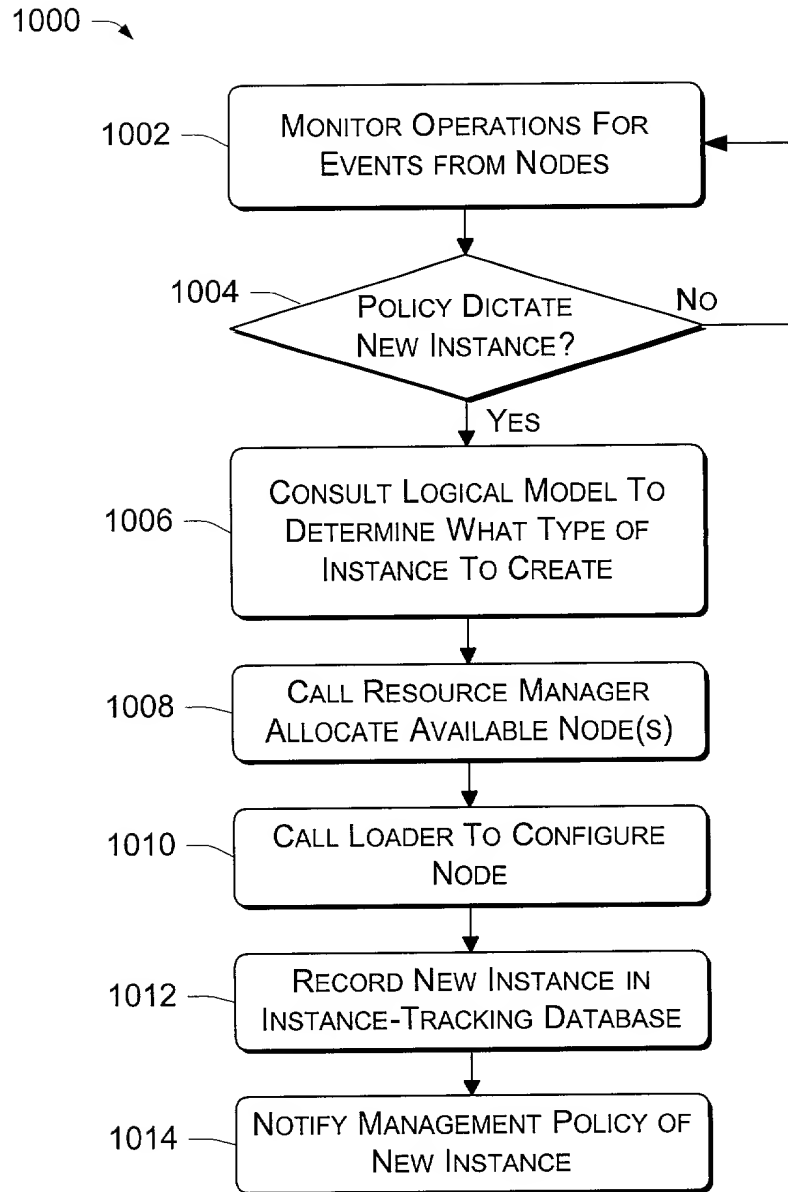 1000
1002
MONITOR OPERATIONS FOR
EVENTS FROM NODES
1004
POLICY DICTATE
NEW INSTANCE?
NO
YES
1006
CONSULT LOGICAL MODEL TO
DETERMINE WHAT TYPE OF
INSTANCE TO CREATE
1008
CALL RESOURCE MANAGER
ALLOCATE AVAILABLE NODE(S)
1010
CALL LOADER TO CONFIGURE
NODE
1012
RECORD NEW INSTANCE IN
INSTANCE-TRACKING DATABASE
1014
NOTIFY MANAGEMENT POLICY OF
NEW INSTANCE